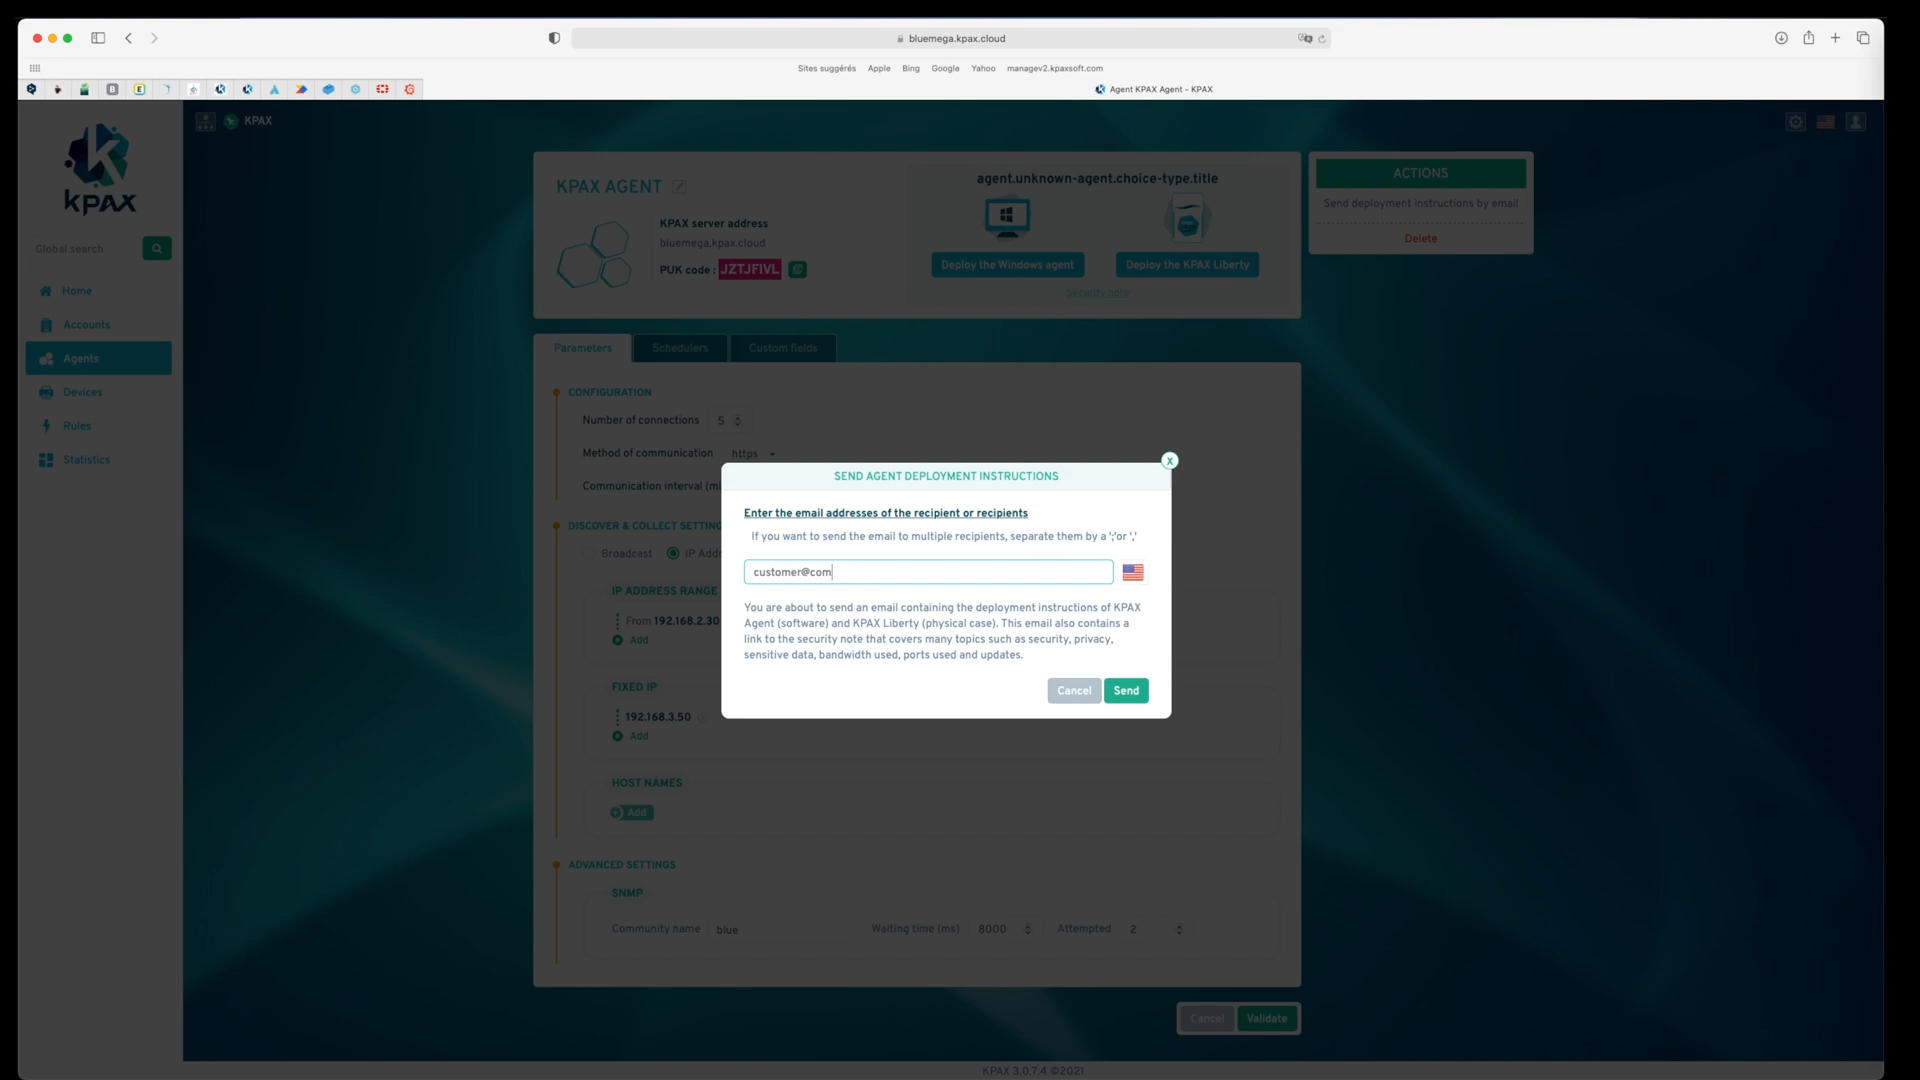 bluemega.kpax.cloud
Sites suggérés Apple Bing Google Yahoo managev2.kpaxsoft.com
Agent KPAX Agent - KPAX
KPAX
kpax
Global search
Home
Accounts
Agents
Devices
Rules
Statistics
KPAX AGENT
KPAX server address
bluemega.kpax.cloud
PUK code : JZTJFIVL
agent.unknown-agent.choice-type.title
Deploy the Windows agent
Deploy the KPAX Liberty
Security note
ACTIONS
Send deployment instructions by email
Delete
Parameters Schedulers Custom fields
CONFIGURATION
Number of connections 5
Method of communication https
Communication interval (mi
DISCOVER & COLLECT SETTING
Broadcast IP Addr
IP ADDRESS RANGE
From 192.168.2.30
Add
FIXED IP
192.168.3.50
Add
HOST NAMES
Add
ADVANCED SETTINGS
SNMP
Community name blue Waiting time (ms) 8000 Attempted 2
Cancel Validate
SEND AGENT DEPLOYMENT INSTRUCTIONS
X
Enter the email addresses of the recipient or recipients
If you want to send the email to multiple recipients, separate them by a ';'or ','
customer@com
You are about to send an email containing the deployment instructions of KPAX
Agent (software) and KPAX Liberty (physical case). This email also contains a
link to the security note that covers many topics such as security, privacy,
sensitive data, bandwidth used, ports used and updates.
Cancel Send
KPAX 3.0.7.4 ©2021